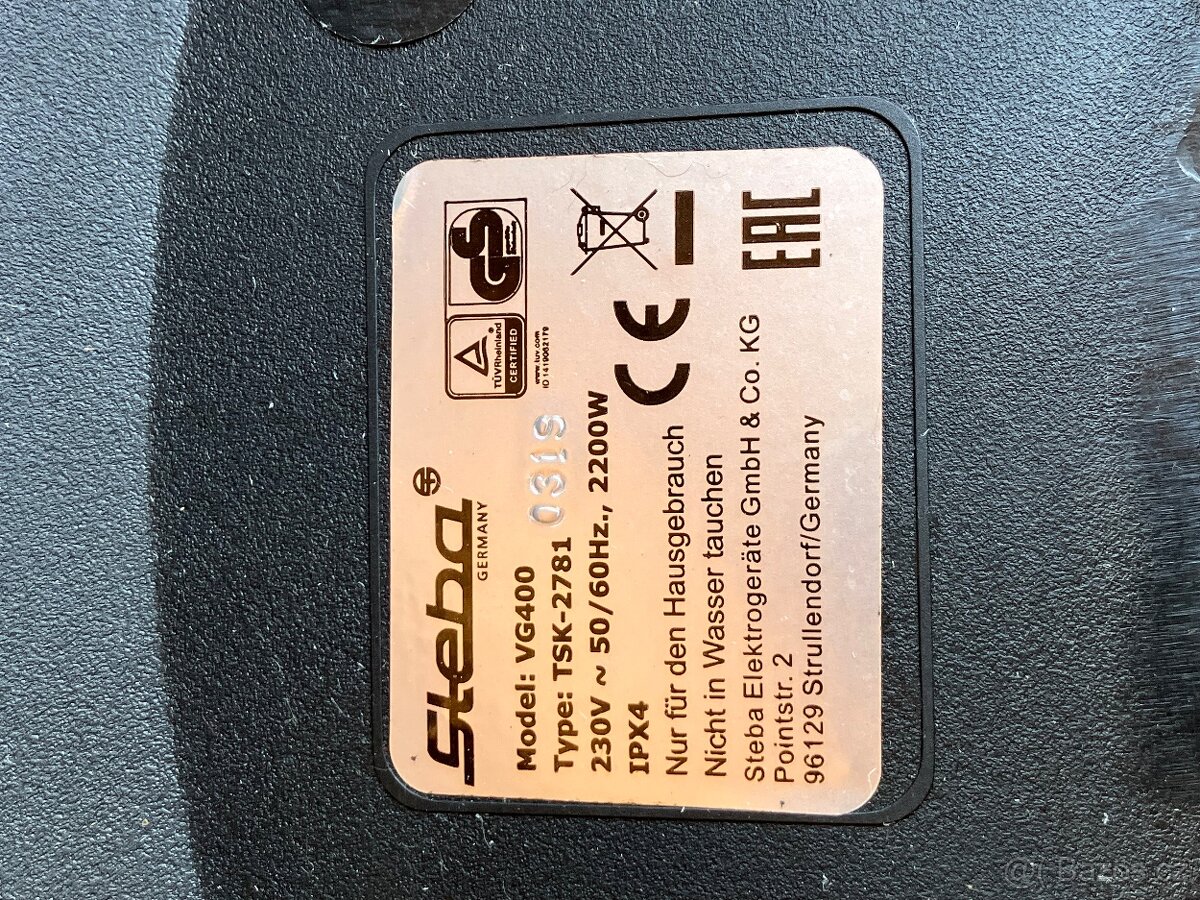 Steba
GERMANY
TÜVRheinland
CERTIFIED
www.tuv.com
ID 1419062179
GS
Model: VG400
Type: TSK-2781
0319
230V ~ 50/60Hz., 2200W
IPX4
Nur für den Hausgebrauch
Nicht in Wasser tauchen
CE
EAC
Steba Elektrogeräte GmbH & Co. KG
Pointstr. 2
96129 Strullendorf/Germany